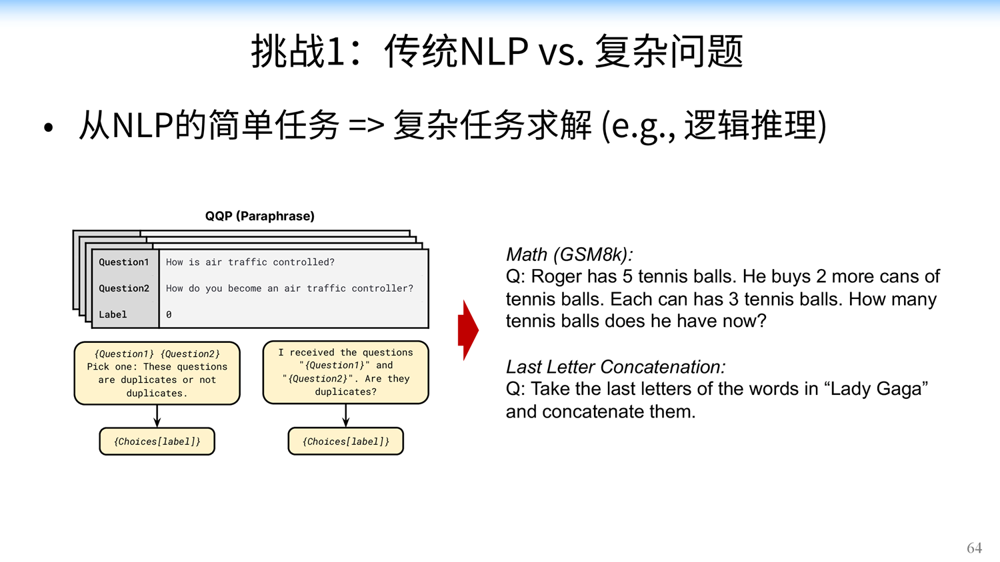 挑战1：传统NLP vs. 复杂问题
• 从NLP的简单任务 => 复杂任务求解 (e.g., 逻辑推理)
QQP (Paraphrase)
Question1 How is air traffic controlled?
Question2 How do you become an air traffic controller?
Label 0
{Question1} {Question2}
Pick one: These questions
are duplicates or not
duplicates.
{Choices[label]}
I received the questions
"{Question1}" and
"{Question2}". Are they
duplicates?
{Choices[label]}
Math (GSM8k):
Q: Roger has 5 tennis balls. He buys 2 more cans of
tennis balls. Each can has 3 tennis balls. How many
tennis balls does he have now?
Last Letter Concatenation:
Q: Take the last letters of the words in “Lady Gaga”
and concatenate them.
64